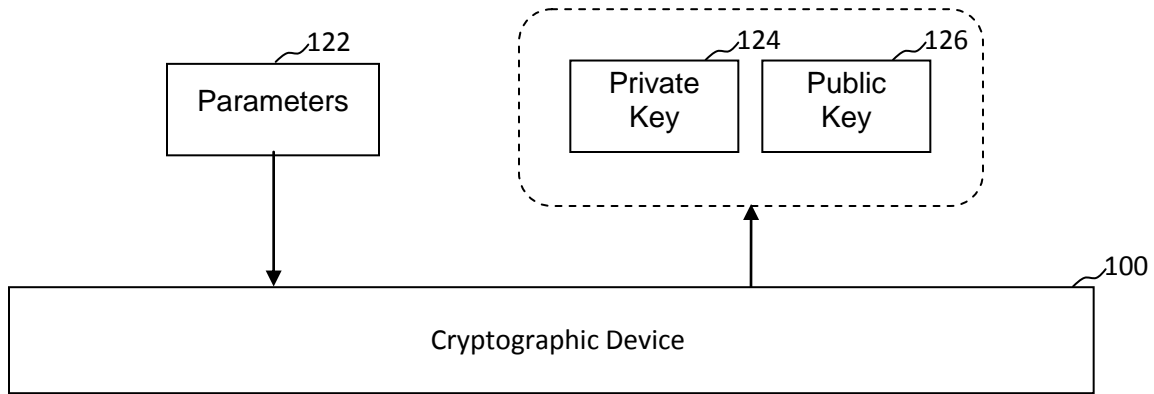 122
124
126
Parameters
Private
Key
Public
Key
100
Cryptographic Device